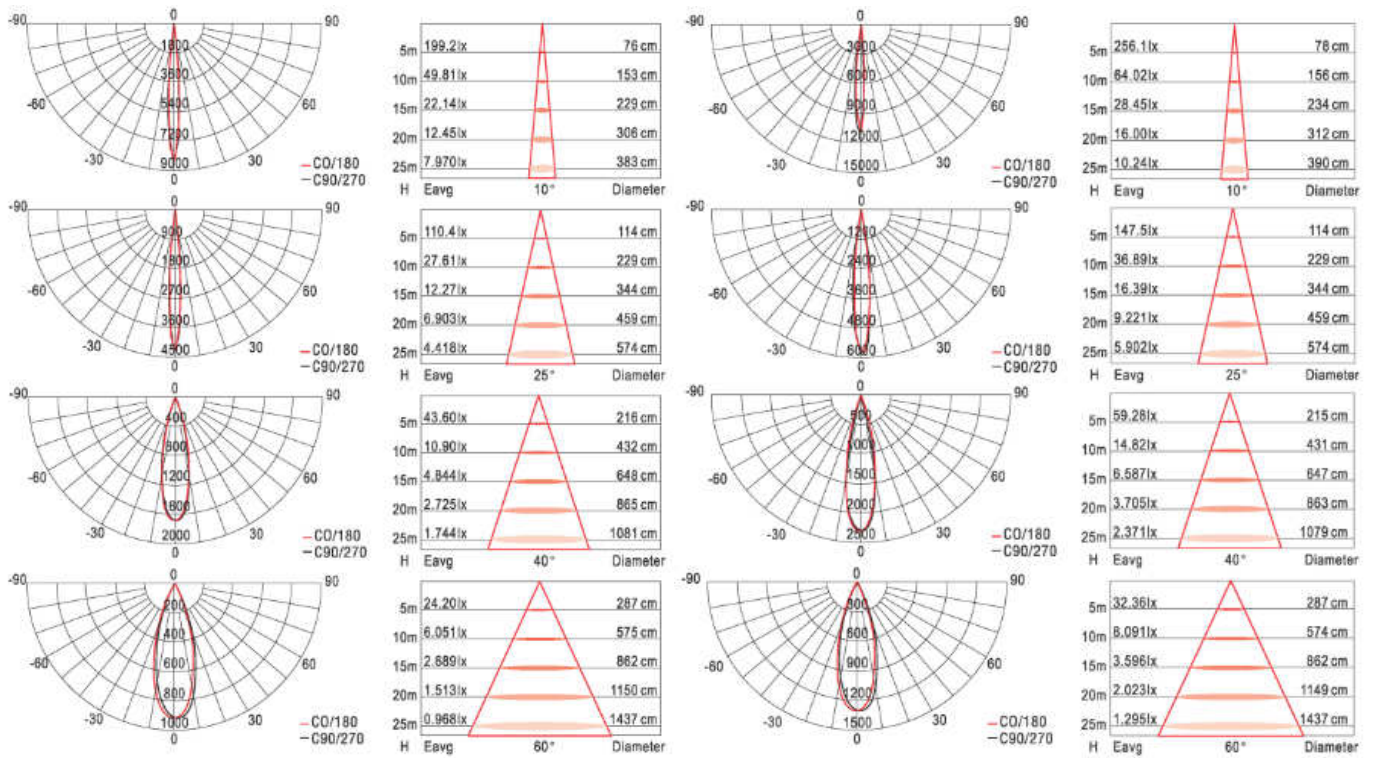 0
-90 90
1800
3600
5400
7200
9000
-60 60
-30 30
0
CO/180
C90/270
5m 199.2lx 76 cm
10m 49.81lx 153 cm
15m 22.14lx 229 cm
20m 12.45lx 306 cm
25m 7.970lx 383 cm
H Eavg 10° Diameter
0
-90 90
3000
6000
9000
12000
15000
-60 60
-30 30
0
CO/180
C90/270
5m 256.1lx 78 cm
10m 64.02lx 156 cm
15m 28.45lx 234 cm
20m 16.00lx 312 cm
25m 10.24lx 390 cm
H Eavg 10° Diameter
0
-90 90
900
1800
2700
3600
4500
-60 60
-30 30
0
CO/180
C90/270
5m 110.4lx 114 cm
10m 27.61lx 229 cm
15m 12.27lx 344 cm
20m 6.903lx 459 cm
25m 4.418lx 574 cm
H Eavg 25° Diameter
0
-90 90
1200
2400
3600
4800
6000
-60 60
-30 30
0
CO/180
C90/270
5m 147.5lx 114 cm
10m 36.89lx 229 cm
15m 16.39lx 344 cm
20m 9.221lx 459 cm
25m 5.902lx 574 cm
H Eavg 25° Diameter
0
-90 90
400
800
1200
1600
2000
-60 60
-30 30
0
CO/180
C90/270
5m 43.60lx 216 cm
10m 10.90lx 432 cm
15m 4.844lx 648 cm
20m 2.725lx 865 cm
25m 1.744lx 1081 cm
H Eavg 40° Diameter
0
-90 90
500
1000
1500
2000
2500
-60 60
-30 30
0
CO/180
C90/270
5m 59.28lx 215 cm
10m 14.82lx 431 cm
15m 6.587lx 647 cm
20m 3.705lx 863 cm
25m 2.371lx 1079 cm
H Eavg 40° Diameter
0
-90 90
200
400
600
800
1000
-60 60
-30 30
0
CO/180
C90/270
5m 24.20lx 287 cm
10m 6.051lx 575 cm
15m 2.689lx 862 cm
20m 1.513lx 1150 cm
25m 0.968lx 1437 cm
H Eavg 60° Diameter
0
-90 90
300
600
900
1200
1500
-60 60
-30 30
0
CO/180
C90/270
5m 32.36lx 287 cm
10m 8.091lx 574 cm
15m 3.596lx 862 cm
20m 2.023lx 1149 cm
25m 1.295lx 1437 cm
H Eavg 60° Diameter